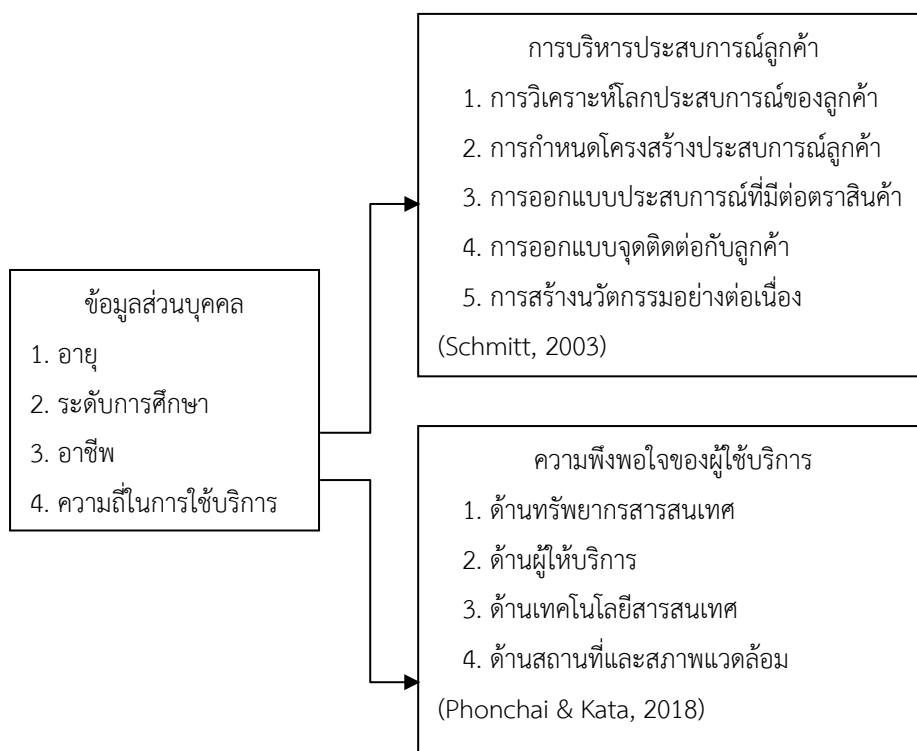 การบริหารประสบการณ์ลูกค้า
1. การวิเคราะห์โลกประสบการณ์ของลูกค้า
2. การกำหนดโครงสร้างประสบการณ์ลูกค้า
3. การออกแบบประสบการณ์ที่มีต่อตราสินค้า
4. การออกแบบจุดติดต่อกับลูกค้า
5. การสร้างนวัตกรรมอย่างต่อเนื่อง
(Schmitt, 2003)
ข้อมูลส่วนบุคคล
1. อายุ
2. ระดับการศึกษา
3. อาชีพ
4. ความถี่ในการใช้บริการ
ความพึงพอใจของผู้ใช้บริการ
1. ด้านทรัพยากรสารสนเทศ
2. ด้านผู้ให้บริการ
3. ด้านเทคโนโลยีสารสนเทศ
4. ด้านสถานที่และสภาพแวดล้อม
(Phonchai & Kata, 2018)